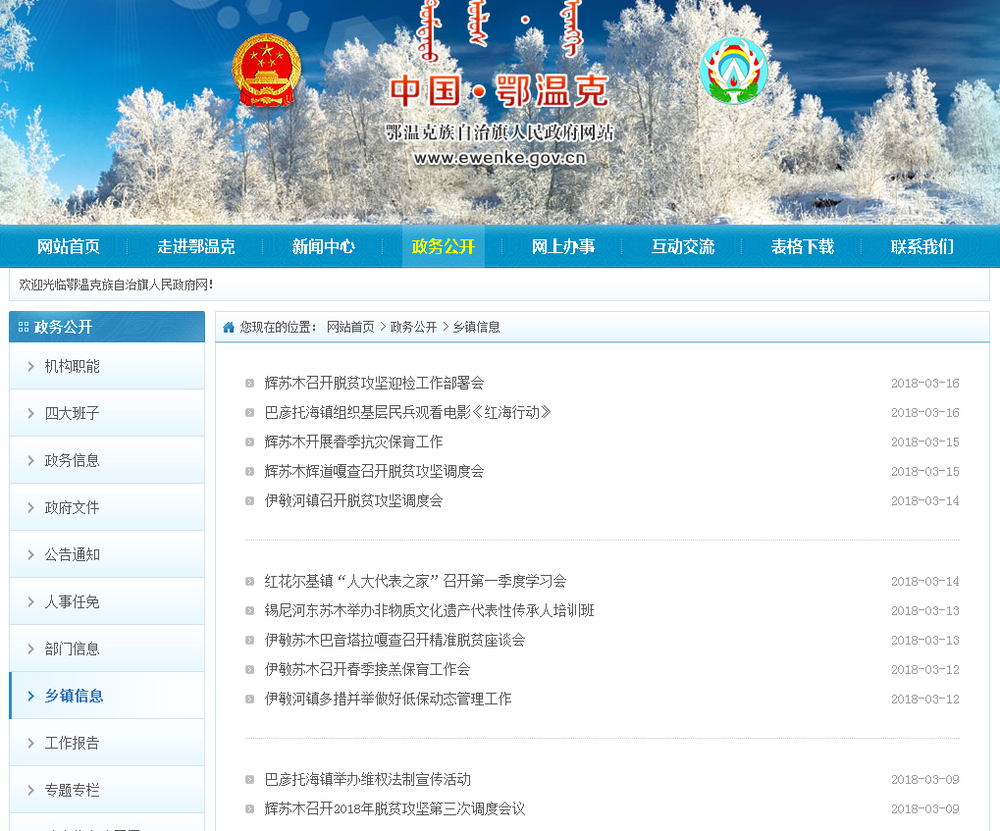 中国·鄂温克
鄂温克族自治旗人民政府网站
www.ewenke.gov.cn
网站首页 走进鄂温克 新闻中心 政务公开 网上办事 互动交流 表格下载 联系我们
欢迎光临鄂温克族自治旗人民政府网!
政务公开
机构职能
四大班子
政务信息
政府文件
公告通知
人事任免
部门信息
乡镇信息
工作报告
专题专栏
您现在的位置： 网站首页 > 政务公开 > 乡镇信息
辉苏木召开脱贫攻坚迎检工作部署会 2018-03-16
巴彦托海镇组织基层民兵观看电影《红海行动》 2018-03-16
辉苏木开展春季抗灾保育工作 2018-03-15
辉苏木辉道嘎查召开脱贫攻坚调度会 2018-03-15
伊敏河镇召开脱贫攻坚调度会 2018-03-14
红花尔基镇“人大代表之家”召开第一季度学习会 2018-03-14
锡尼河东苏木举办非物质文化遗产代表性传承人培训班 2018-03-13
伊敏苏木巴音塔拉嘎查召开精准脱贫座谈会 2018-03-13
伊敏苏木召开春季接羔保育工作会 2018-03-12
伊敏河镇多措并举做好低保动态管理工作 2018-03-12
巴彦托海镇举办维权法制宣传活动 2018-03-09
辉苏木召开2018年脱贫攻坚第三次调度会议 2018-03-09